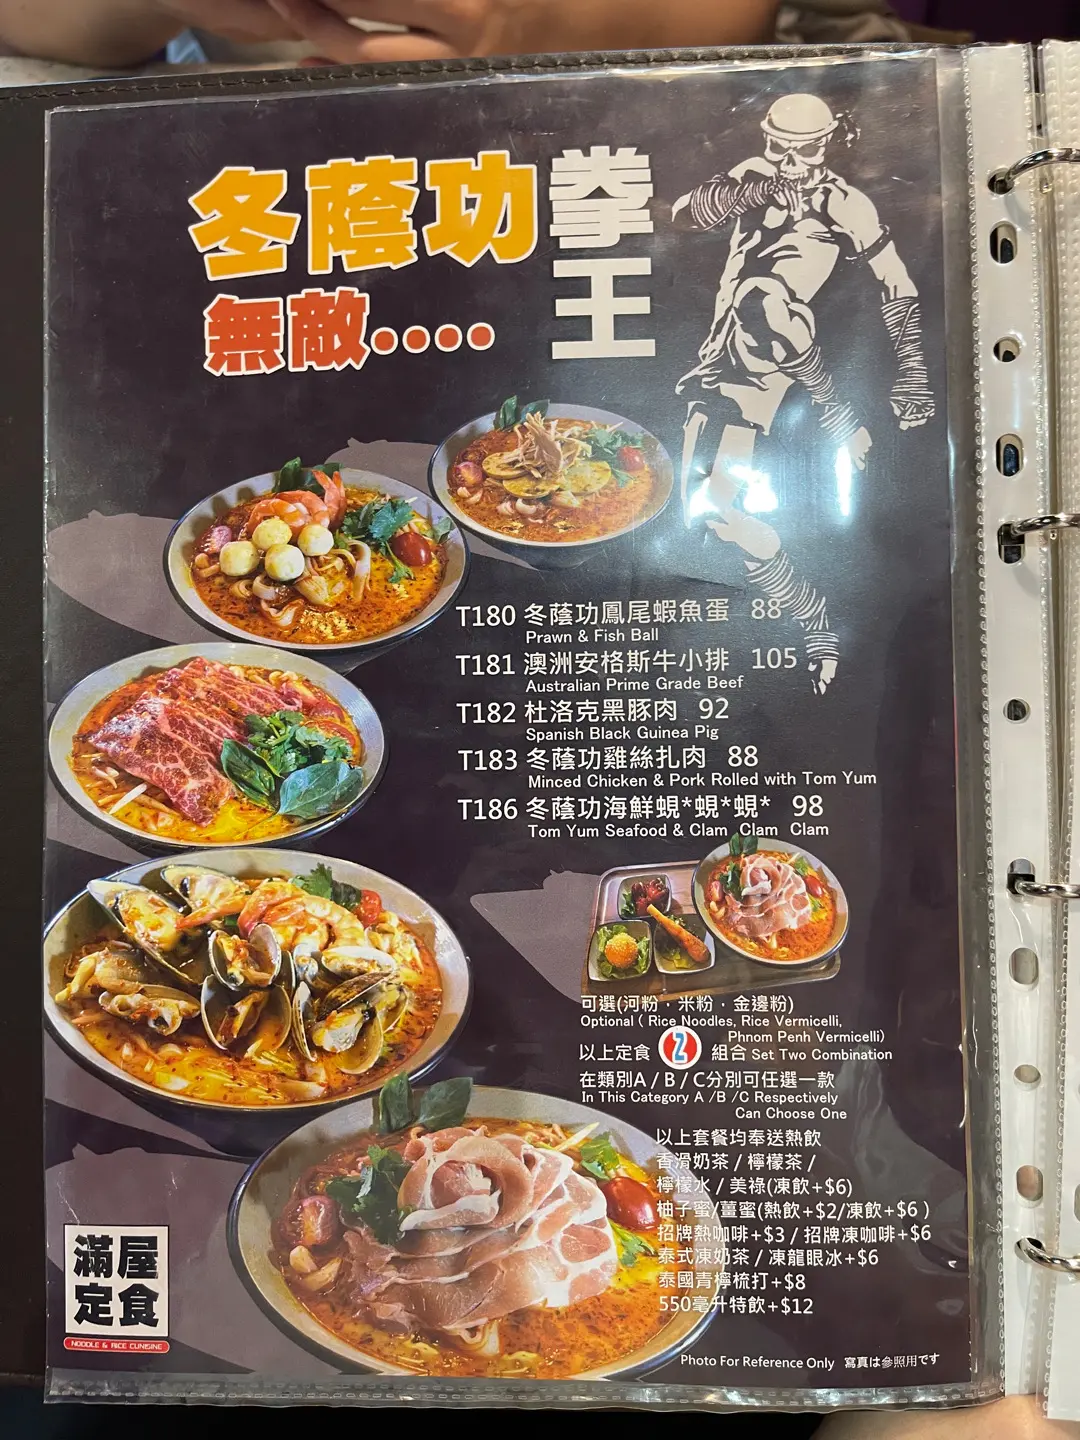 冬蔭功拳王
無敵....
T180 冬蔭功鳳尾蝦魚蛋 88
Prawn & Fish Ball
T181 澳洲安格斯牛小排 105
Australian Prime Grade Beef
T182 杜洛克黑豚肉 92
Spanish Black Guinea Pig
T183 冬蔭功雞絲扎肉 88
Minced Chicken & Pork Rolled with Tom Yum
T186 冬蔭功海鮮蜆*蜆*蜆* 98
Tom Yum Seafood & Clam Clam Clam
可選(河粉．米粉．金邊粉)
Optional ( Rice Noodles, Rice Vermicelli,
Phnom Penh Vermicelli)
以上定食 2 組合 Set Two Combination
在類別A / B / C分別可任選一款
In This Category A /B /C Respectively
Can Choose One
以上套餐均奉送熱飲
香滑奶茶 / 檸檬茶 /
檸檬水 / 美祿(凍飲+$6)
柚子蜜/薑蜜(熱飲+$2/凍飲+$6 )
招牌熱咖啡+$3 / 招牌凍咖啡+$6
泰式凍奶茶 / 凍龍眼冰+$6
泰國青檸梳打+$8
550毫升特飲+$12
滿屋
定食
NOODLE & RICE CUNISINE
Photo For Reference Only 寫真は參照用です